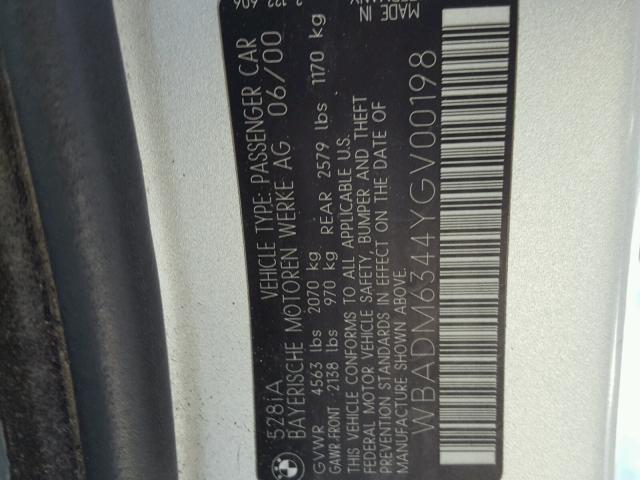 528iA VEHICLE TYPE: PASSENGER CAR
BAYERISCHE MOTOREN WERKE AG 06/00
GVWR 4563 lbs 2070 kg
GAWR-FRONT 2138 lbs 970 kg REAR 2579 lbs 1170 kg
THIS VEHICLE CONFORMS TO ALL APPLICABLE U.S.
FEDERAL MOTOR VEHICLE SAFETY, BUMPER AND THEFT
PREVENTION STANDARDS IN EFFECT ON THE DATE OF
MANUFACTURE SHOWN ABOVE.
MADE IN
WBADM6344YGV00198